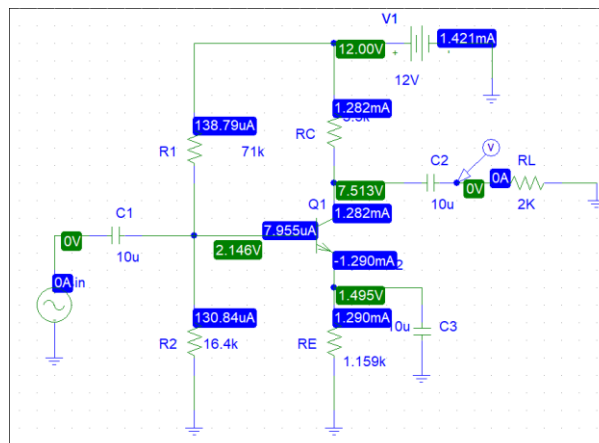 V1
12.00V
1.421mA
+
-
12V
1.282mA
138.79uA
RC
R1
71k
C2
RL
V
7.513V
0V
0A
10u
2K
Q1
1.282mA
C1
7.955uA
0V
2.146V
10u
-1.290mA
0A
1.495V
130.84uA
1.290mA
C3
R2
16.4k
RE
1.159k